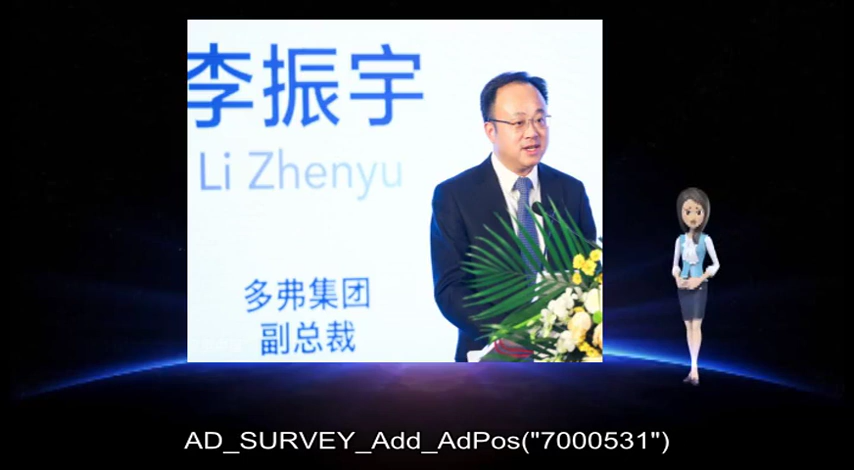 李振宇
Li Zhenyu
多弗集团
副总裁
AD_SURVEY_Add_AdPos("7000531")